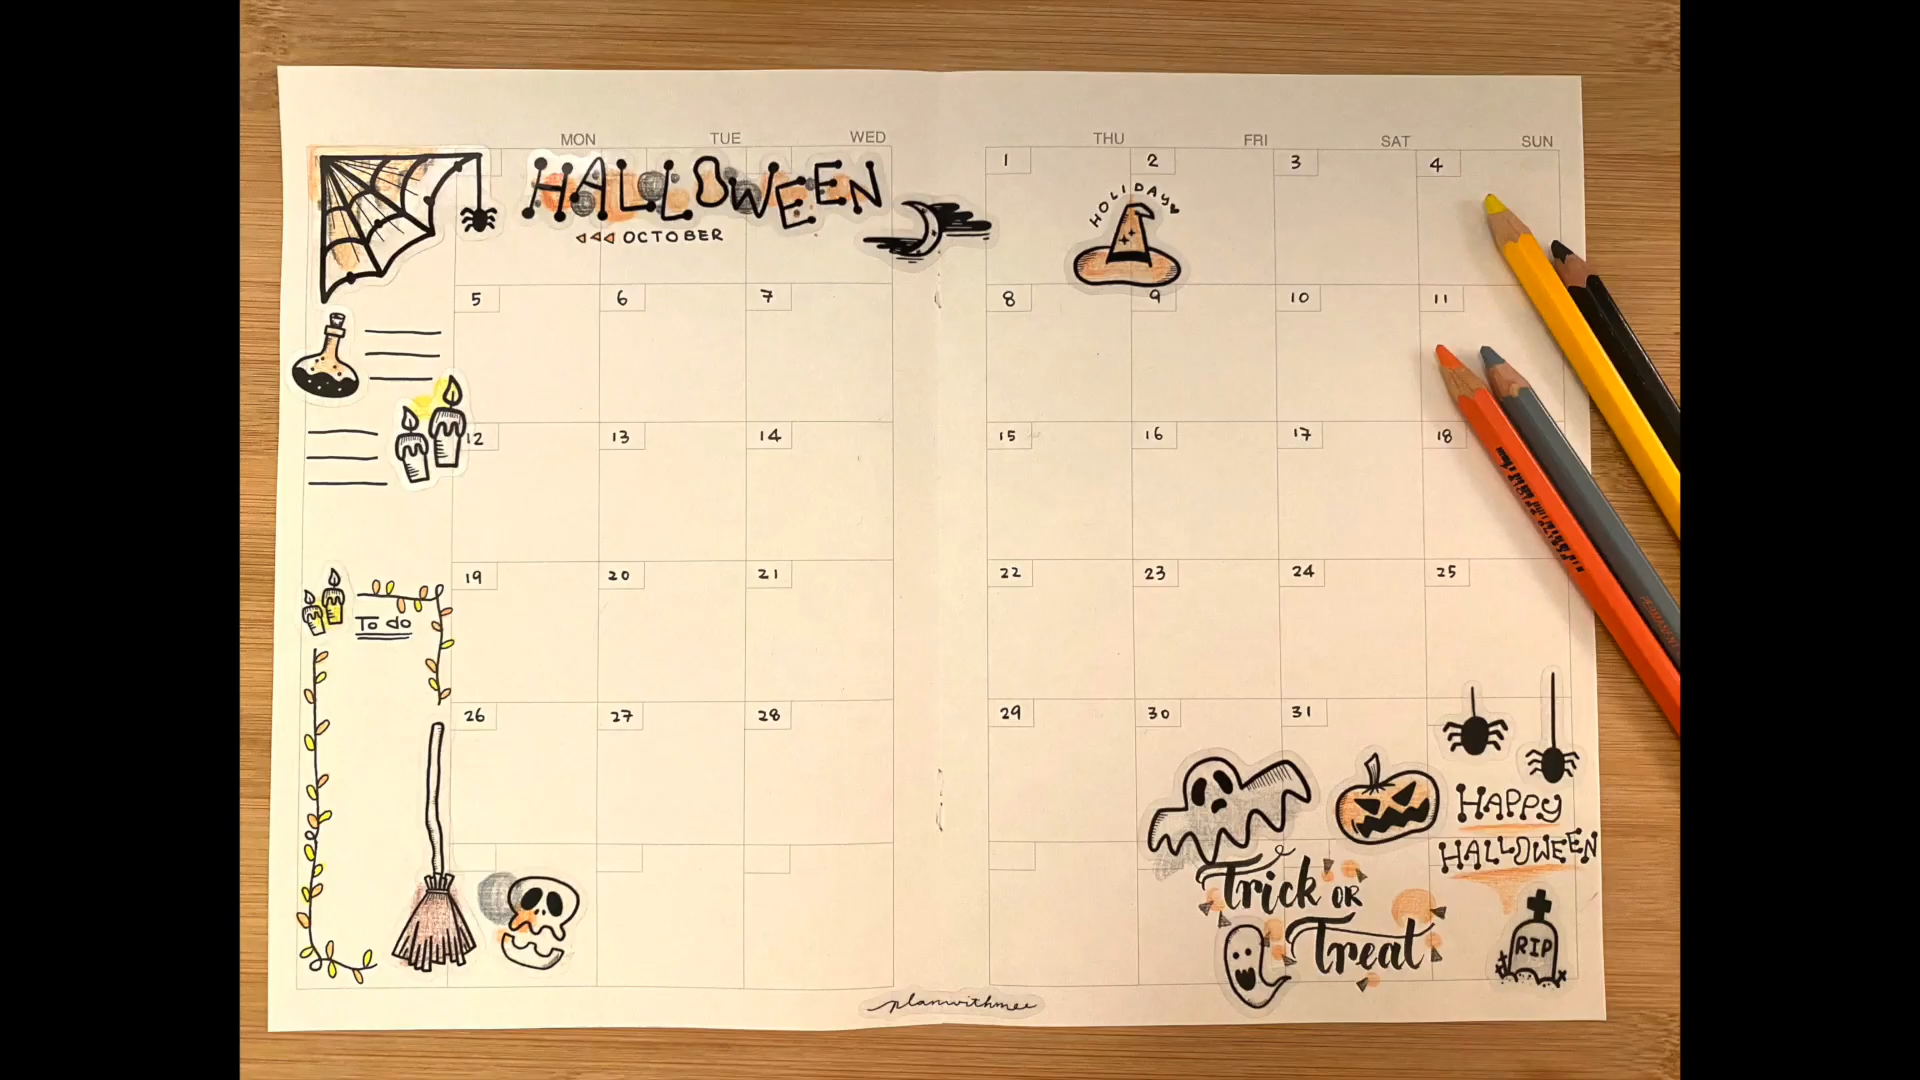 MON TUE WED THU FRI SAT SUN
HALLOWEEN
OCTOBER
1 2 3 4
HOLIDAY
5 6 7 8 9 10 11
12 13 14 15 16 17 18
19 20 21 22 23 24 25
To do
26 27 28 29 30 31
HAPPY
HALLOWEEN
Trick OR
Treat
RIP
planwithmee